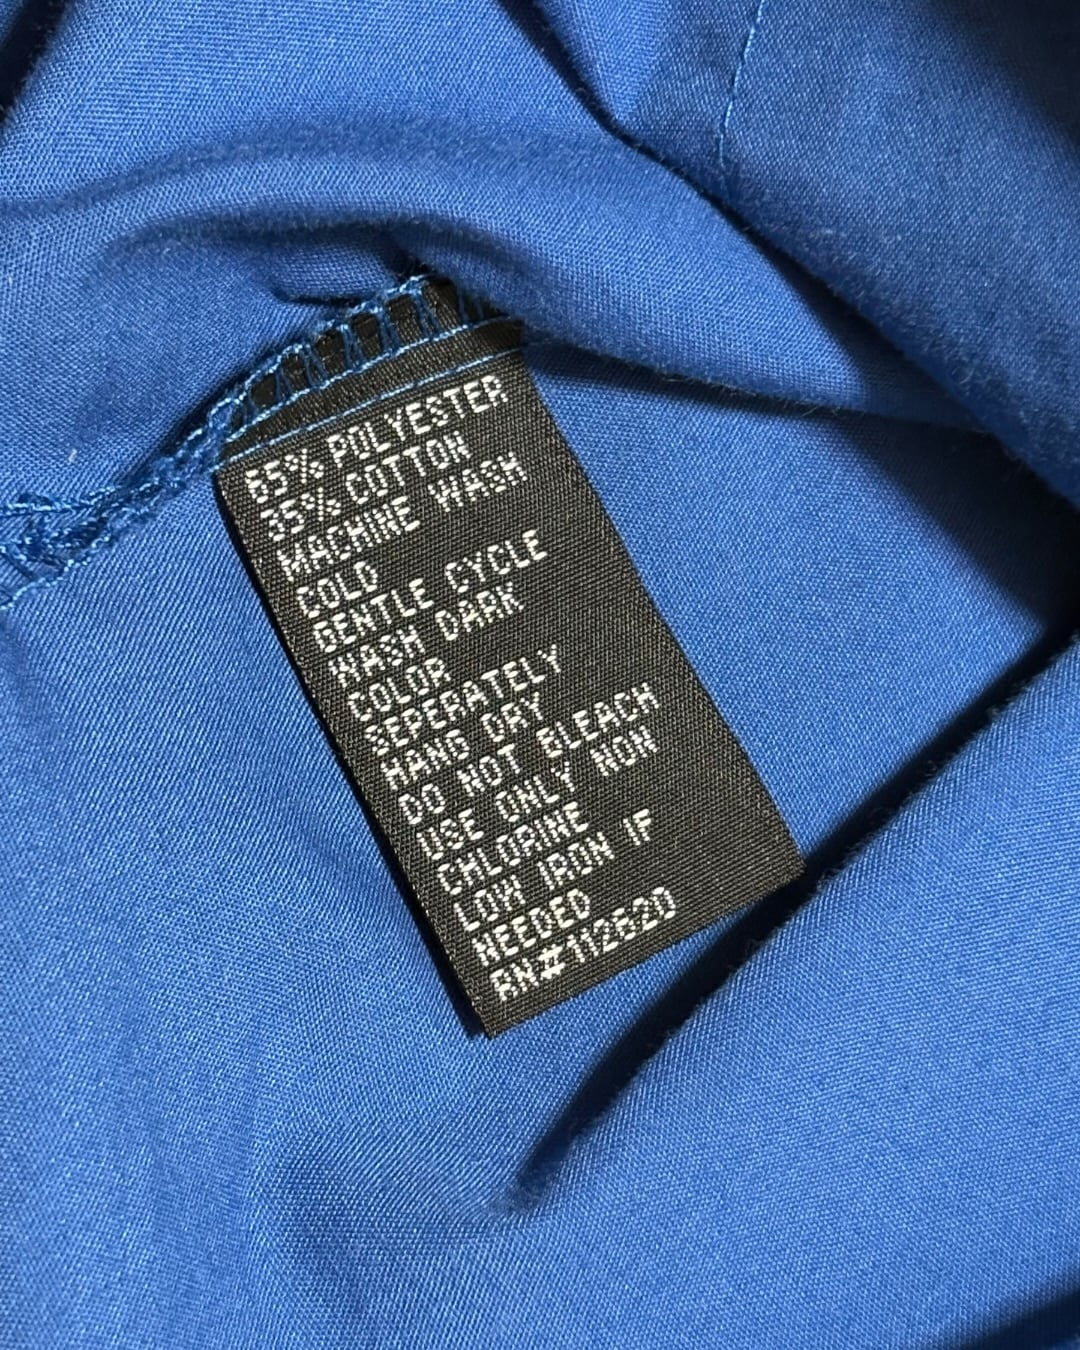 65% POLYESTER
35% COTTON
MACHINE WASH
COLD
GENTLE CYCLE
WASH DARK
COLOR
SEPERATELY
HANG DRY
DO NOT BLEACH
USE ONLY NON
CHLORINE
LOW IRON IF
NEEDED
RN#112620